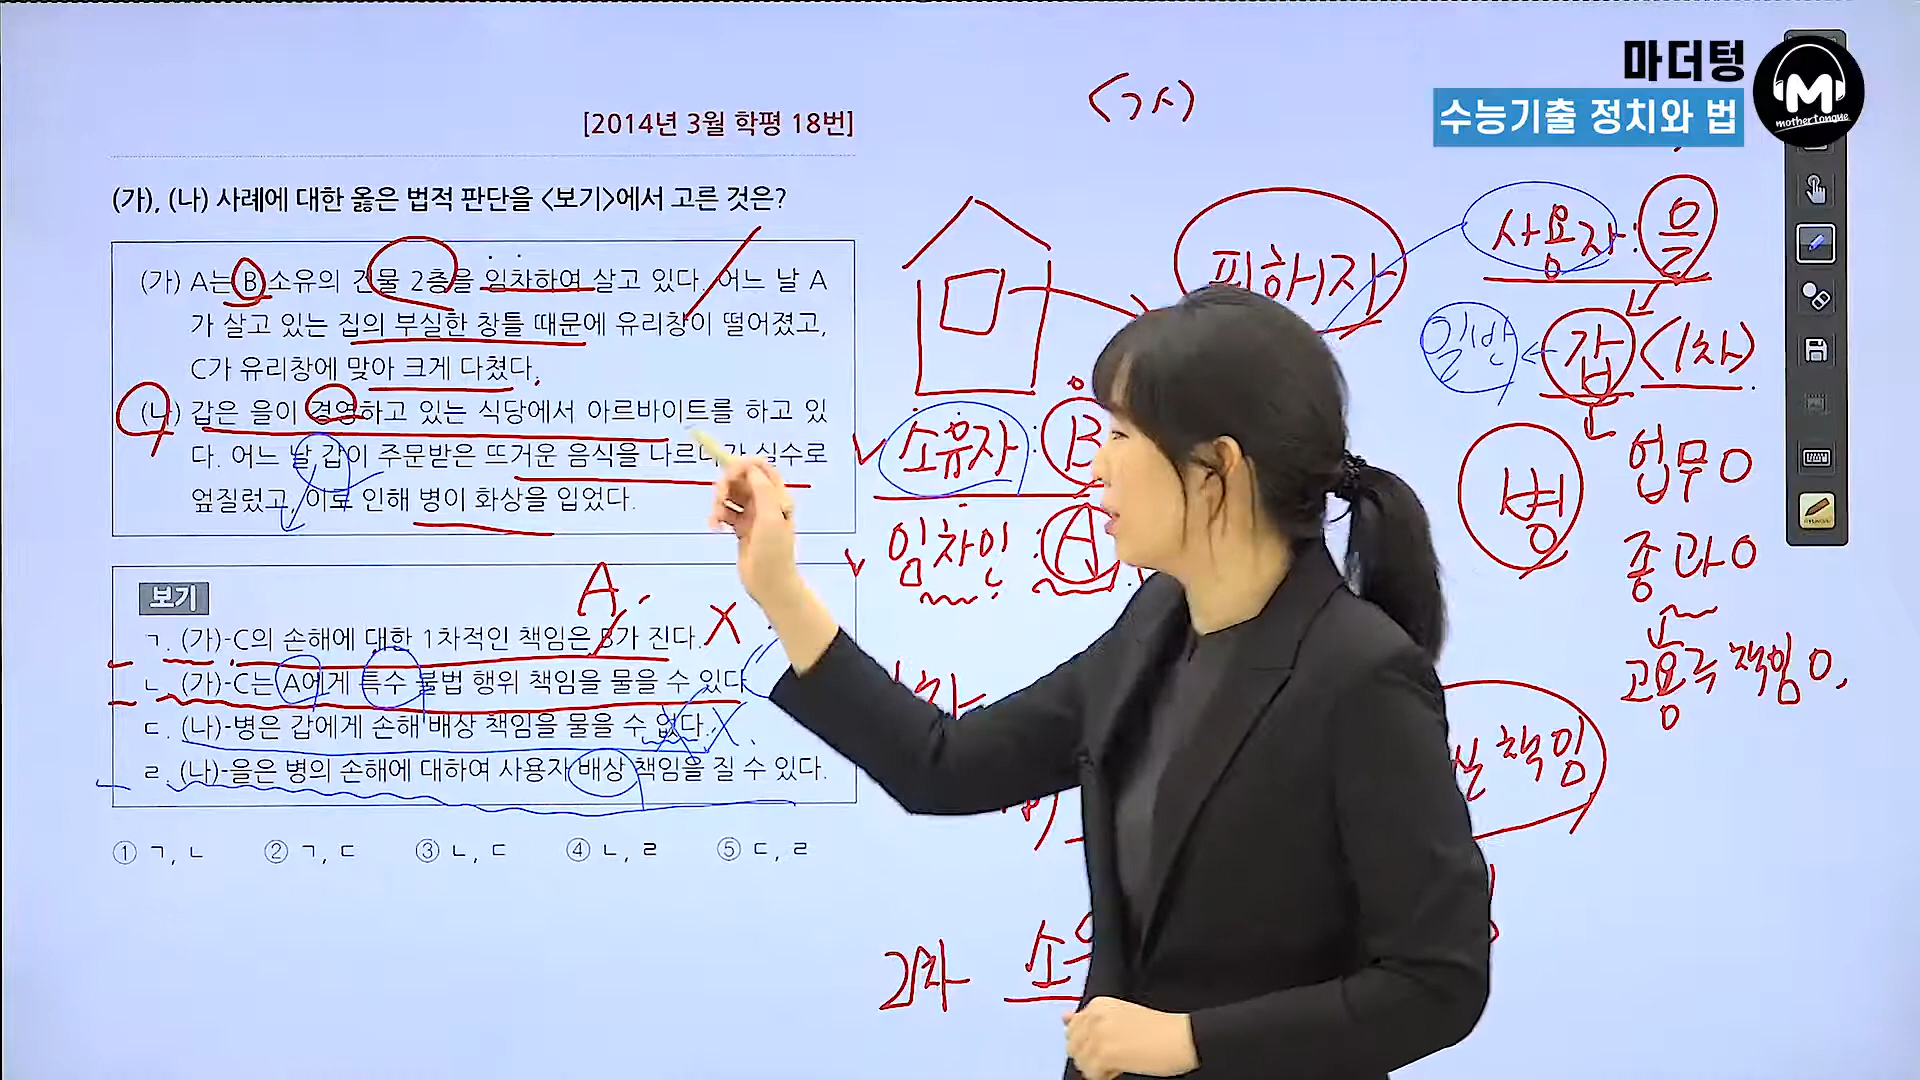 마더텅
수능기출 정치와 법
mothertongue
[2014년 3월 학평 18번]
(가), (나) 사례에 대한 옳은 법적 판단을 <보기>에서 고른 것은?
(가) A는 B 소유의 건물 2층을 임차하여 살고 있다. 어느 날 A
가 살고 있는 집의 부실한 창틀 때문에 유리창이 떨어졌고,
C가 유리창에 맞아 크게 다쳤다.
(나) 갑은 을이 경영하고 있는 식당에서 아르바이트를 하고 있
다. 어느 날 갑이 주문받은 뜨거운 음식을 나르다가 실수로
엎질렀고, 이로 인해 병이 화상을 입었다.
보기
A
ㄱ. (가)-C의 손해에 대한 1차적인 책임은 B가 진다. X
ㄴ. (가)-C는 A에게 특수 불법 행위 책임을 물을 수 있다
ㄷ. (나)-병은 갑에게 손해 배상 책임을 물을 수 없다. X
ㄹ. (나)-을은 병의 손해에 대하여 사용자 배상 책임을 질 수 있다.
① ㄱ, ㄴ ② ㄱ, ㄷ ③ ㄴ, ㄷ ④ ㄴ, ㄹ ⑤ ㄷ, ㄹ
피해자
소유자 : B
임차인 : A
2차
사용자 : 을
일반 갑 <1차>
병
업무O
종과O
고용주 책임O
책임